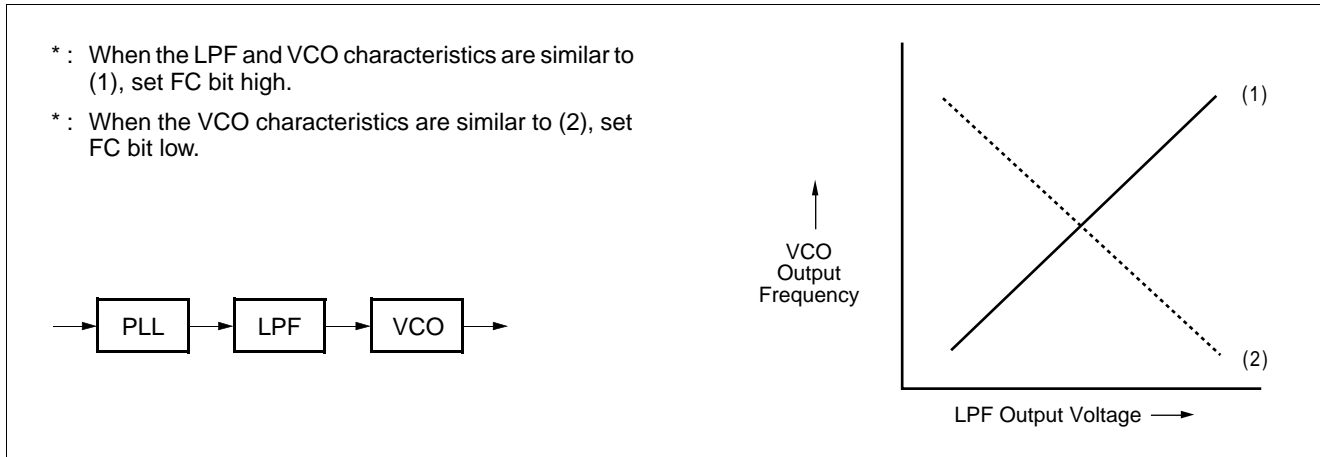 * : When the LPF and VCO characteristics are similar to
(1), set FC bit high.
* : When the VCO characteristics are similar to (2), set
FC bit low.
PLL
LPF
VCO
(1)
VCO
Output
Frequency
(2)
LPF Output Voltage